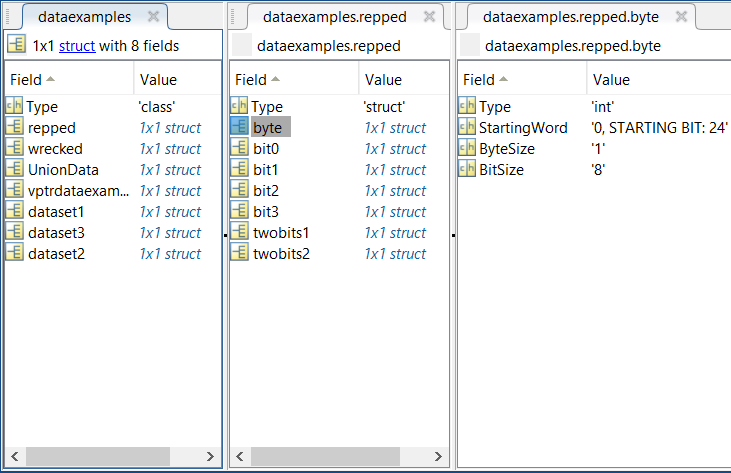 dataexamples
1x1 struct with 8 fields
Field Value
Type 'class'
repped 1x1 struct
wrecked 1x1 struct
UnionData 1x1 struct
vptrdataexam... 1x1 struct
dataset1 1x1 struct
dataset3 1x1 struct
dataset2 1x1 struct
dataexamples.repped
dataexamples.repped
Field Value
Type 'struct'
byte 1x1 struct
bit0 1x1 struct
bit1 1x1 struct
bit2 1x1 struct
bit3 1x1 struct
twobits1 1x1 struct
twobits2 1x1 struct
dataexamples.repped.byte
dataexamples.repped.byte
Field Value
Type 'int'
StartingWord '0, STARTING BIT: 24'
ByteSize '1'
BitSize '8'